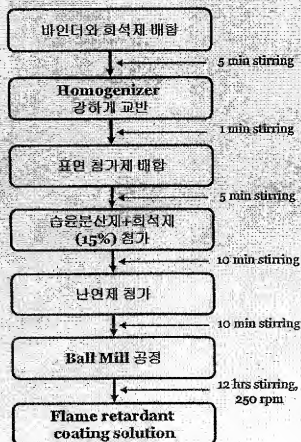 바인더와 희석제 배합
5 min stirring
Homogenizer
강하게 교반
1 min stirring
표면 첨가제 배합
5 min stirring
습윤분산제+희석제
(15%) 첨가
10 min stirring
난연제 첨가
10 min stirring
Ball Mill 공정
12 hrs stirring,
250 rpm
Flame retardant
coating solution